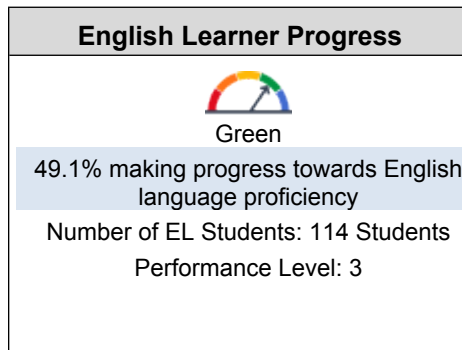 English Learner Progress
Green
49.1% making progress towards English
language proficiency
Number of EL Students: 114 Students
Performance Level: 3